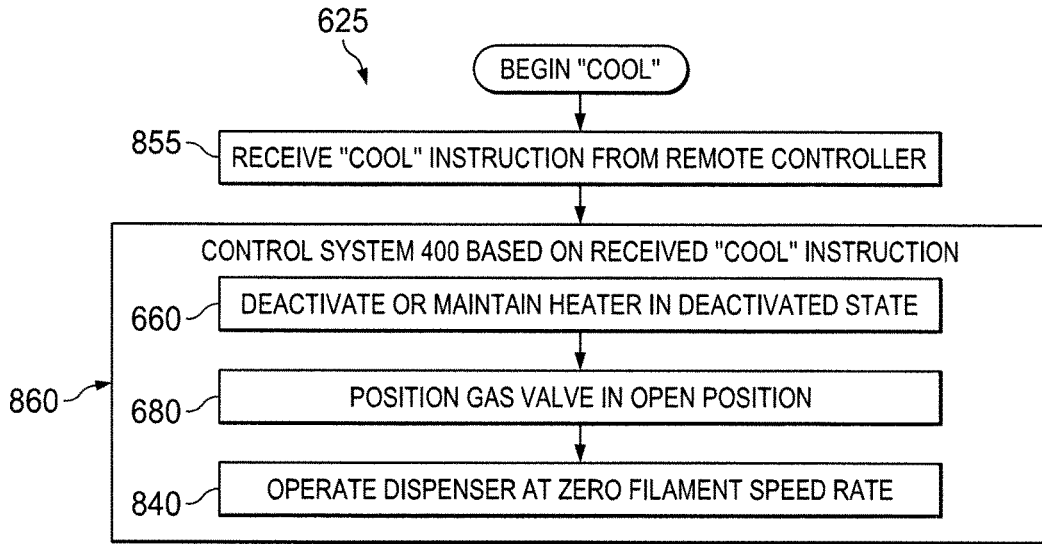 625
BEGIN "COOL"
855
RECEIVE "COOL" INSTRUCTION FROM REMOTE CONTROLLER
CONTROL SYSTEM 400 BASED ON RECEIVED "COOL" INSTRUCTION
660
DEACTIVATE OR MAINTAIN HEATER IN DEACTIVATED STATE
860
680
POSITION GAS VALVE IN OPEN POSITION
840
OPERATE DISPENSER AT ZERO FILAMENT SPEED RATE